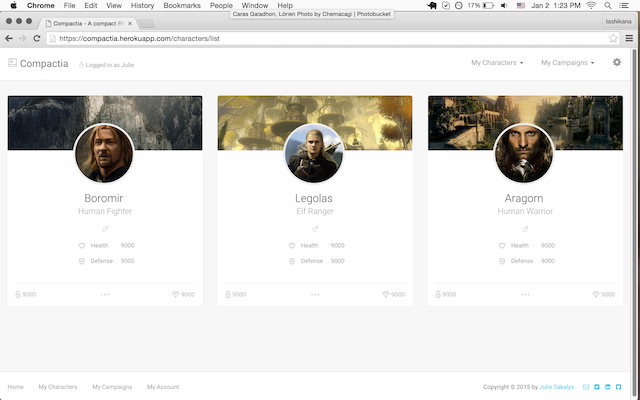 Chrome File Edit View History Bookmarks People Window Help 17% Jan 2 1:23 PM
Caras Galadhon, Lórien Photo by Chemacagi | Photobucket
Compactia - A compact RP
tashikana
https://compactia.herokuapp.com/characters/list
Compactia Logged in as Julie My Characters My Campaigns
Boromir
Human Fighter
Health 9000
Defense 9000
9000 9000
Legolas
Elf Ranger
Health 9000
Defense 9000
9000 9000
Aragorn
Human Warrior
Health 9000
Defense 9000
9000 9000
Home My Characters My Campaigns My Account Copyright © 2015 by Julie Sakalys